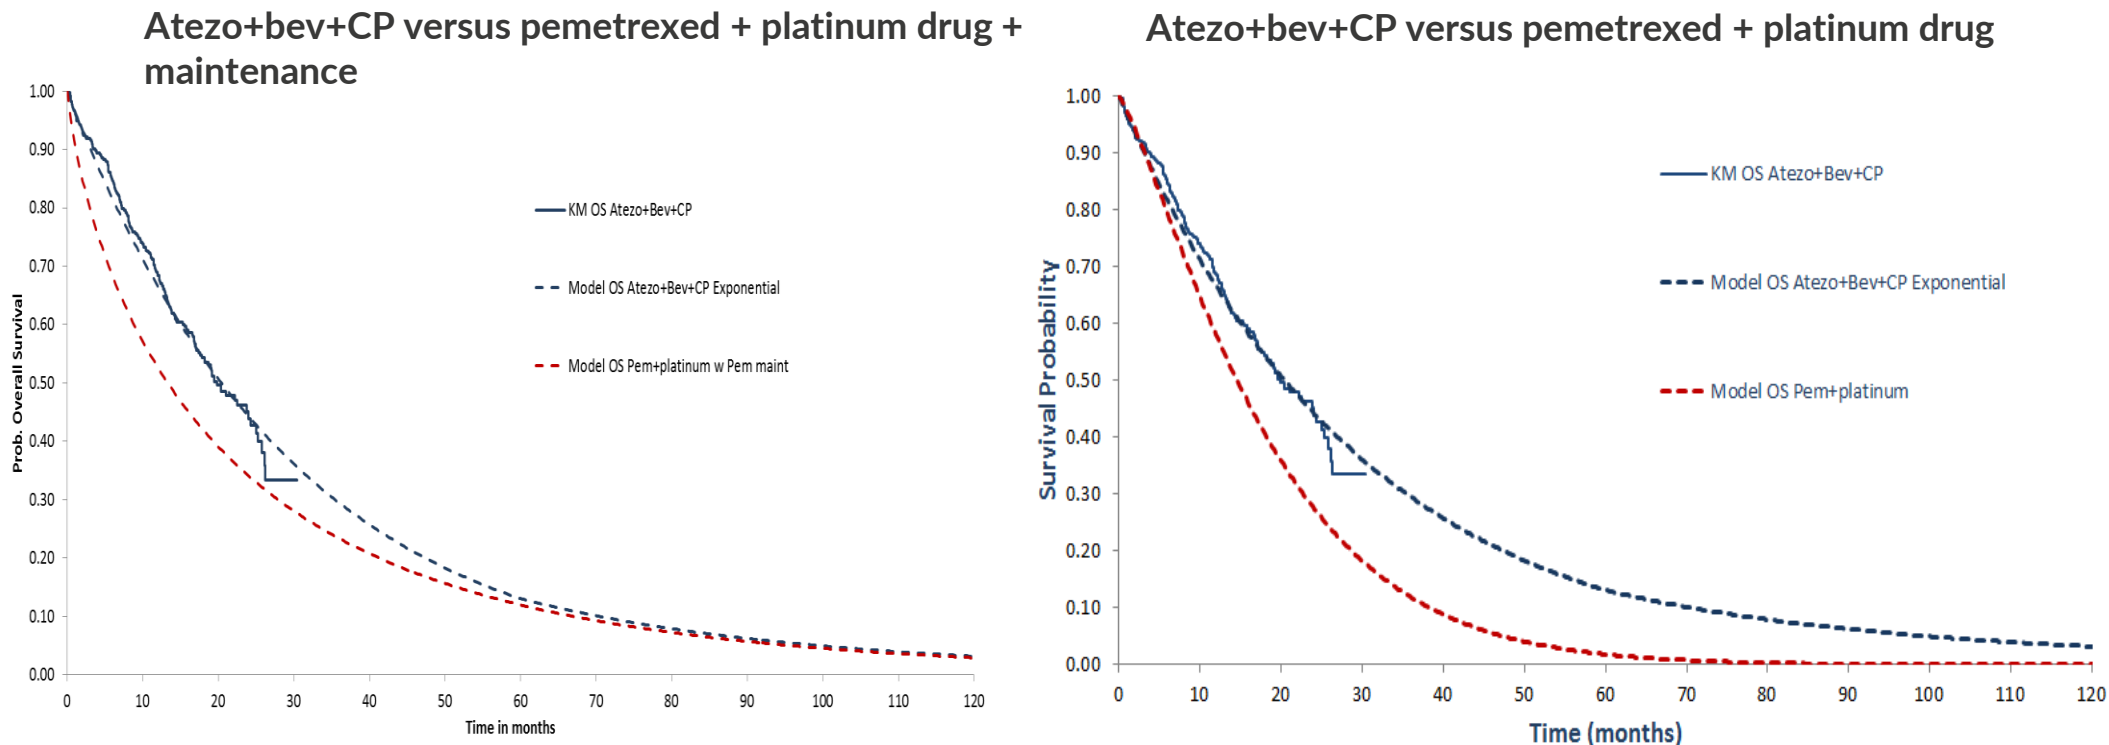 Atezo+bev+CP versus pemetrexed + platinum drug +
maintenance
1.00
0.90
0.80
0.70
0.60
0.50
0.40
0.30
0.20
0.10
0.00
Prob. Overall Survival
KM OS Atezo+Bev+CP
Model OS Atezo+Bev+CP Exponential
Model OS Pem+platinum w Pem maint
0 10 20 30 40 50 60 70 80 90 100 110 120
Time in months
Atezo+bev+CP versus pemetrexed + platinum drug
1.00
0.90
0.80
0.70
0.60
0.50
0.40
0.30
0.20
0.10
0.00
Survival Probability
KM OS Atezo+Bev+CP
Model OS Atezo+Bev+CP Exponential
Model OS Pem+platinum
0 10 20 30 40 50 60 70 80 90 100 110 120
Time (months)